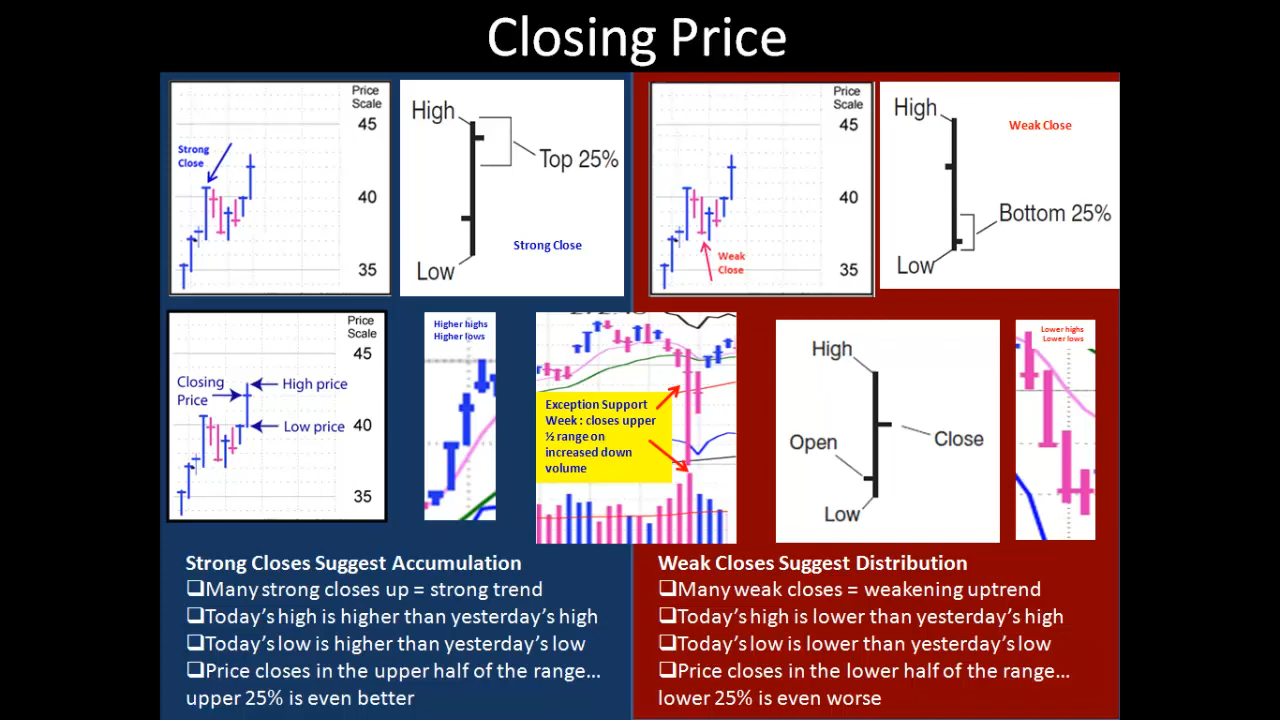 Closing Price
Price
Scale
45
40
35
Strong
Close
High
Top 25%
Strong Close
Low
Price
Scale
45
40
35
Weak
Close
High
Weak Close
Bottom 25%
Low
Price
Scale
45
40
35
Closing
Price
High price
Low price
Higher highs
Higher lows
Exception Support
Week : closes upper
½ range on
increased down
volume
High
Open
Close
Low
Lower highs
Lower lows
Strong Closes Suggest Accumulation
❑Many strong closes up = strong trend
❑Today's high is higher than yesterday's high
❑Today's low is higher than yesterday's low
❑Price closes in the upper half of the range...
upper 25% is even better
Weak Closes Suggest Distribution
❑Many weak closes = weakening uptrend
❑Today's high is lower than yesterday's high
❑Today's low is lower than yesterday's low
❑Price closes in the lower half of the range...
lower 25% is even worse